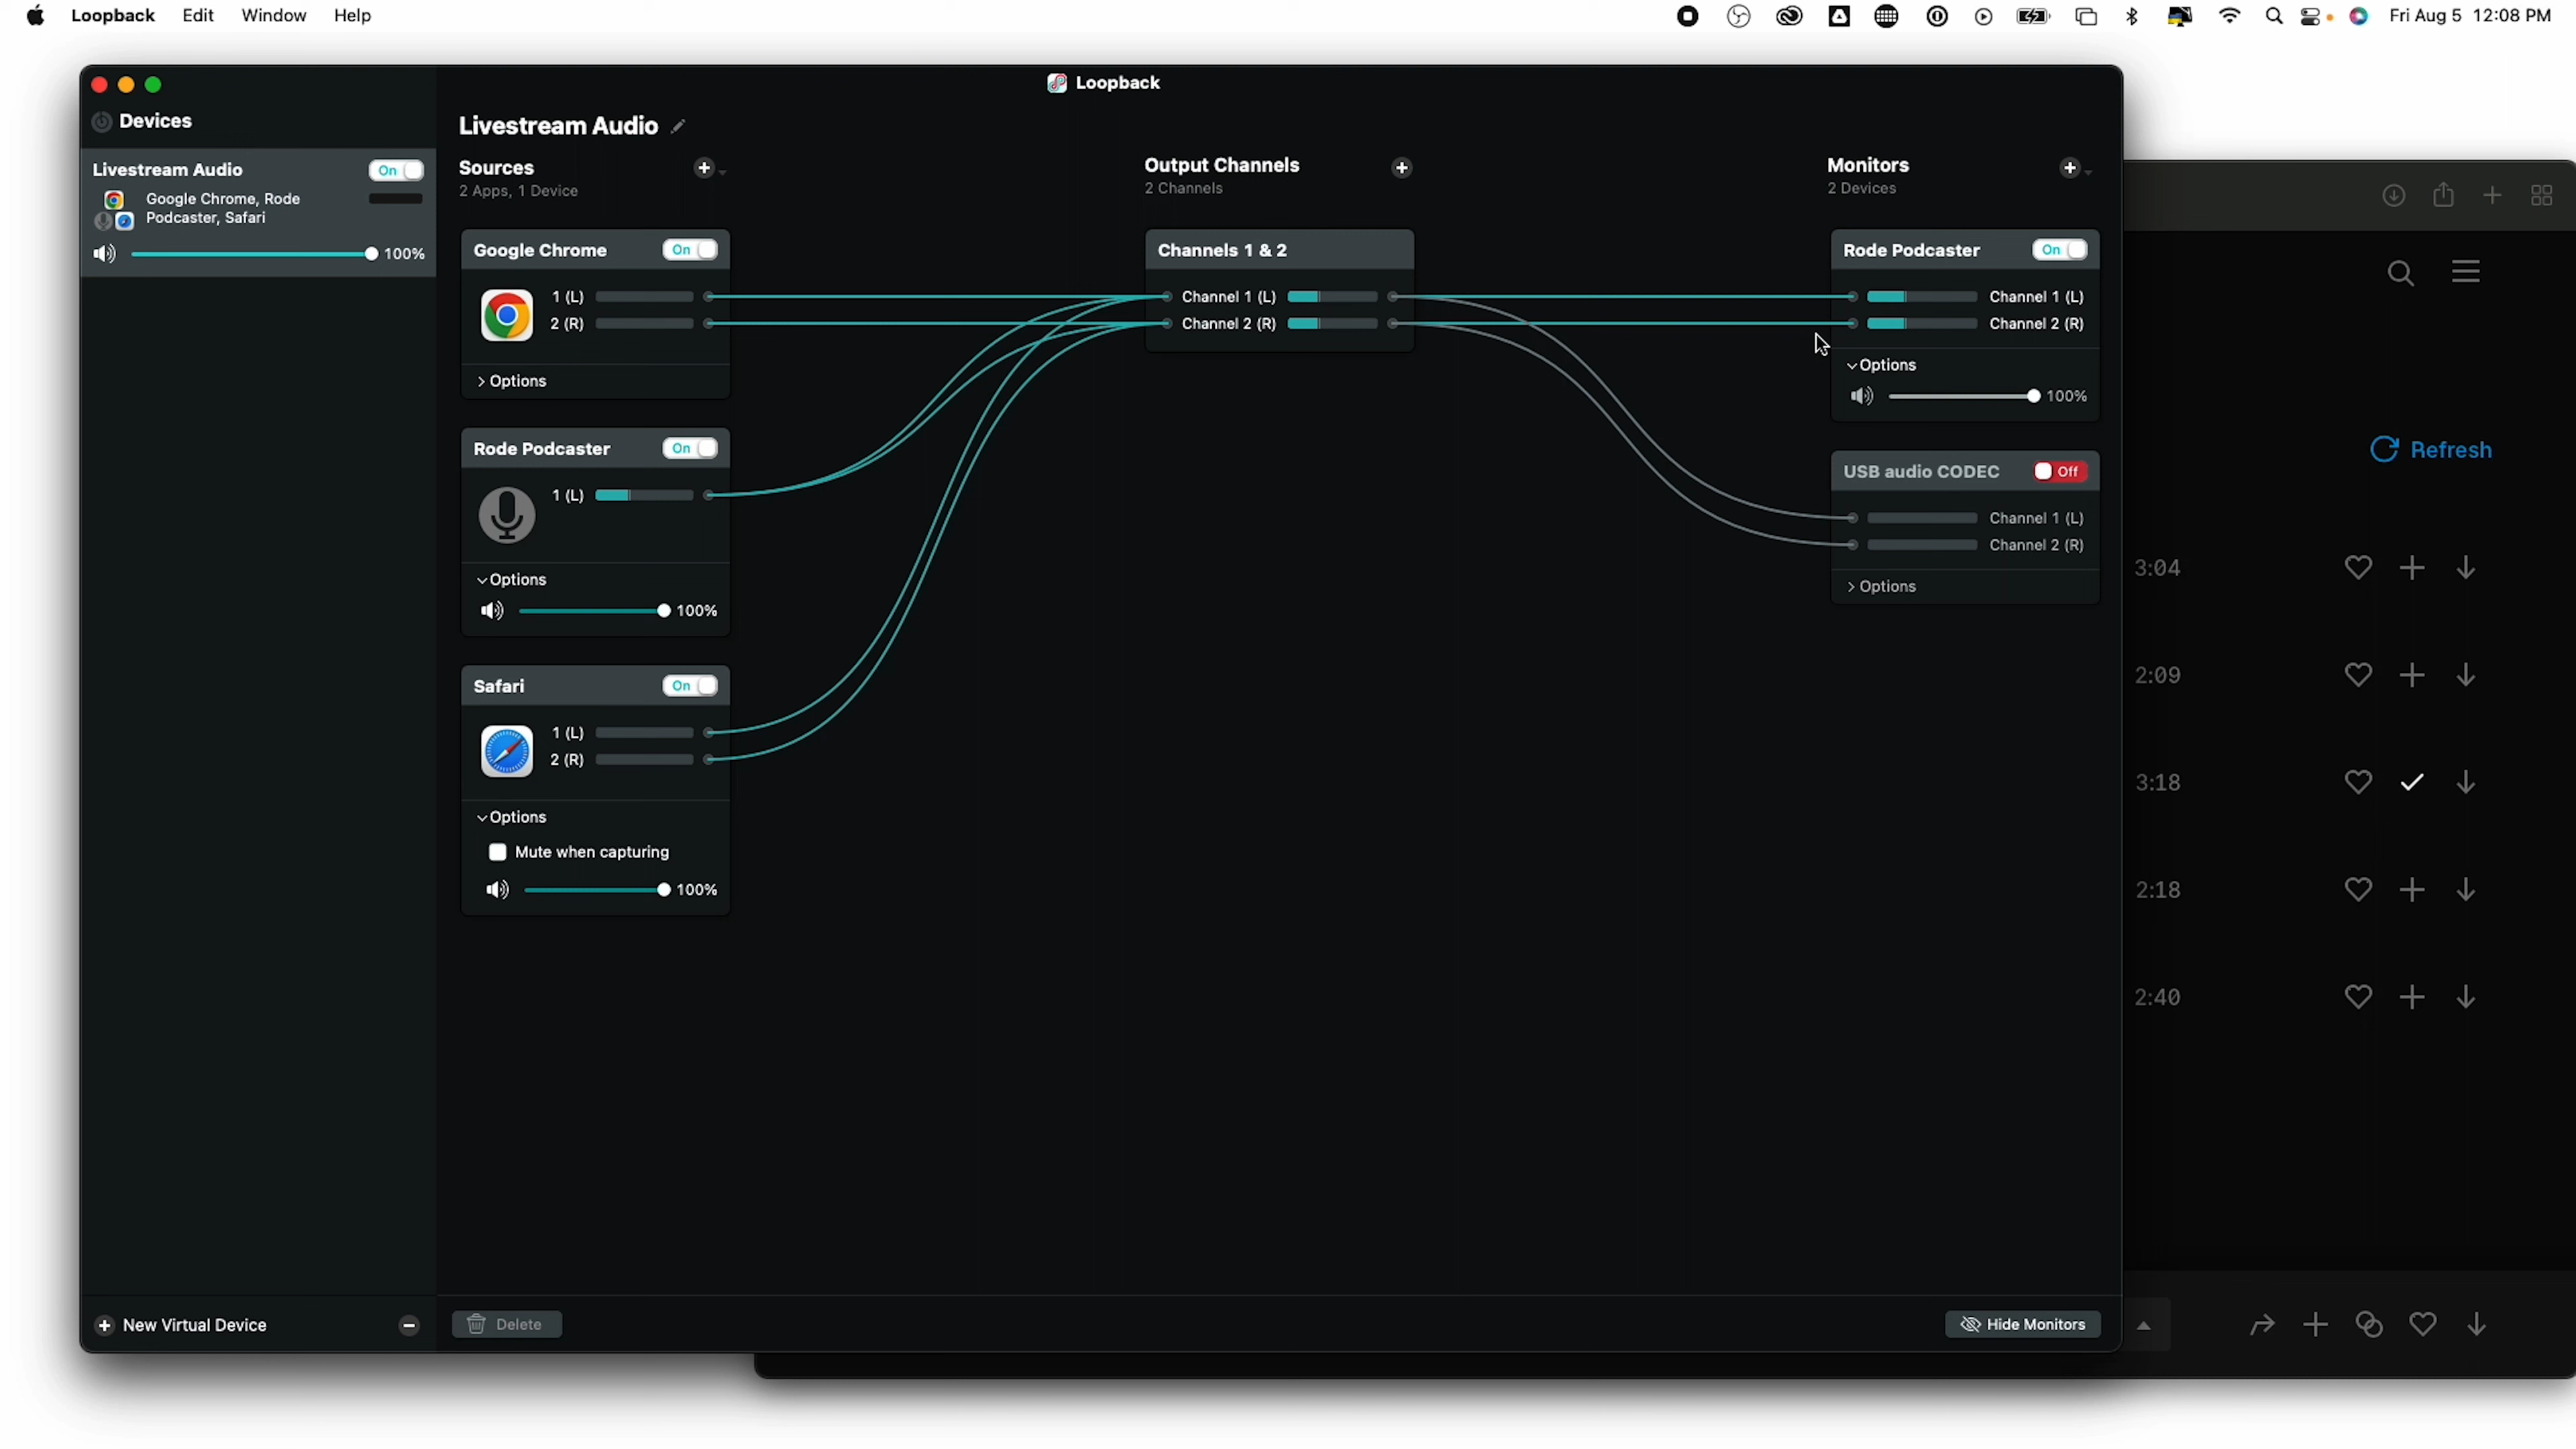 Loopback Edit Window Help Fri Aug 5 12:08 PM
Loopback
Devices
Livestream Audio On
Google Chrome, Rode
Podcaster, Safari
100%
Livestream Audio
Sources
2 Apps, 1 Device
Google Chrome On
1 (L)
2 (R)
Options
Rode Podcaster On
1 (L)
Options
100%
Safari On
1 (L)
2 (R)
Options
Mute when capturing
100%
Output Channels
2 Channels
Channels 1 & 2
Channel 1 (L)
Channel 2 (R)
Monitors
2 Devices
Rode Podcaster On
Channel 1 (L)
Channel 2 (R)
Options
100%
USB audio CODEC Off
Channel 1 (L)
Channel 2 (R)
Options
Refresh
3:04
2:09
3:18
2:18
2:40
New Virtual Device
Delete
Hide Monitors